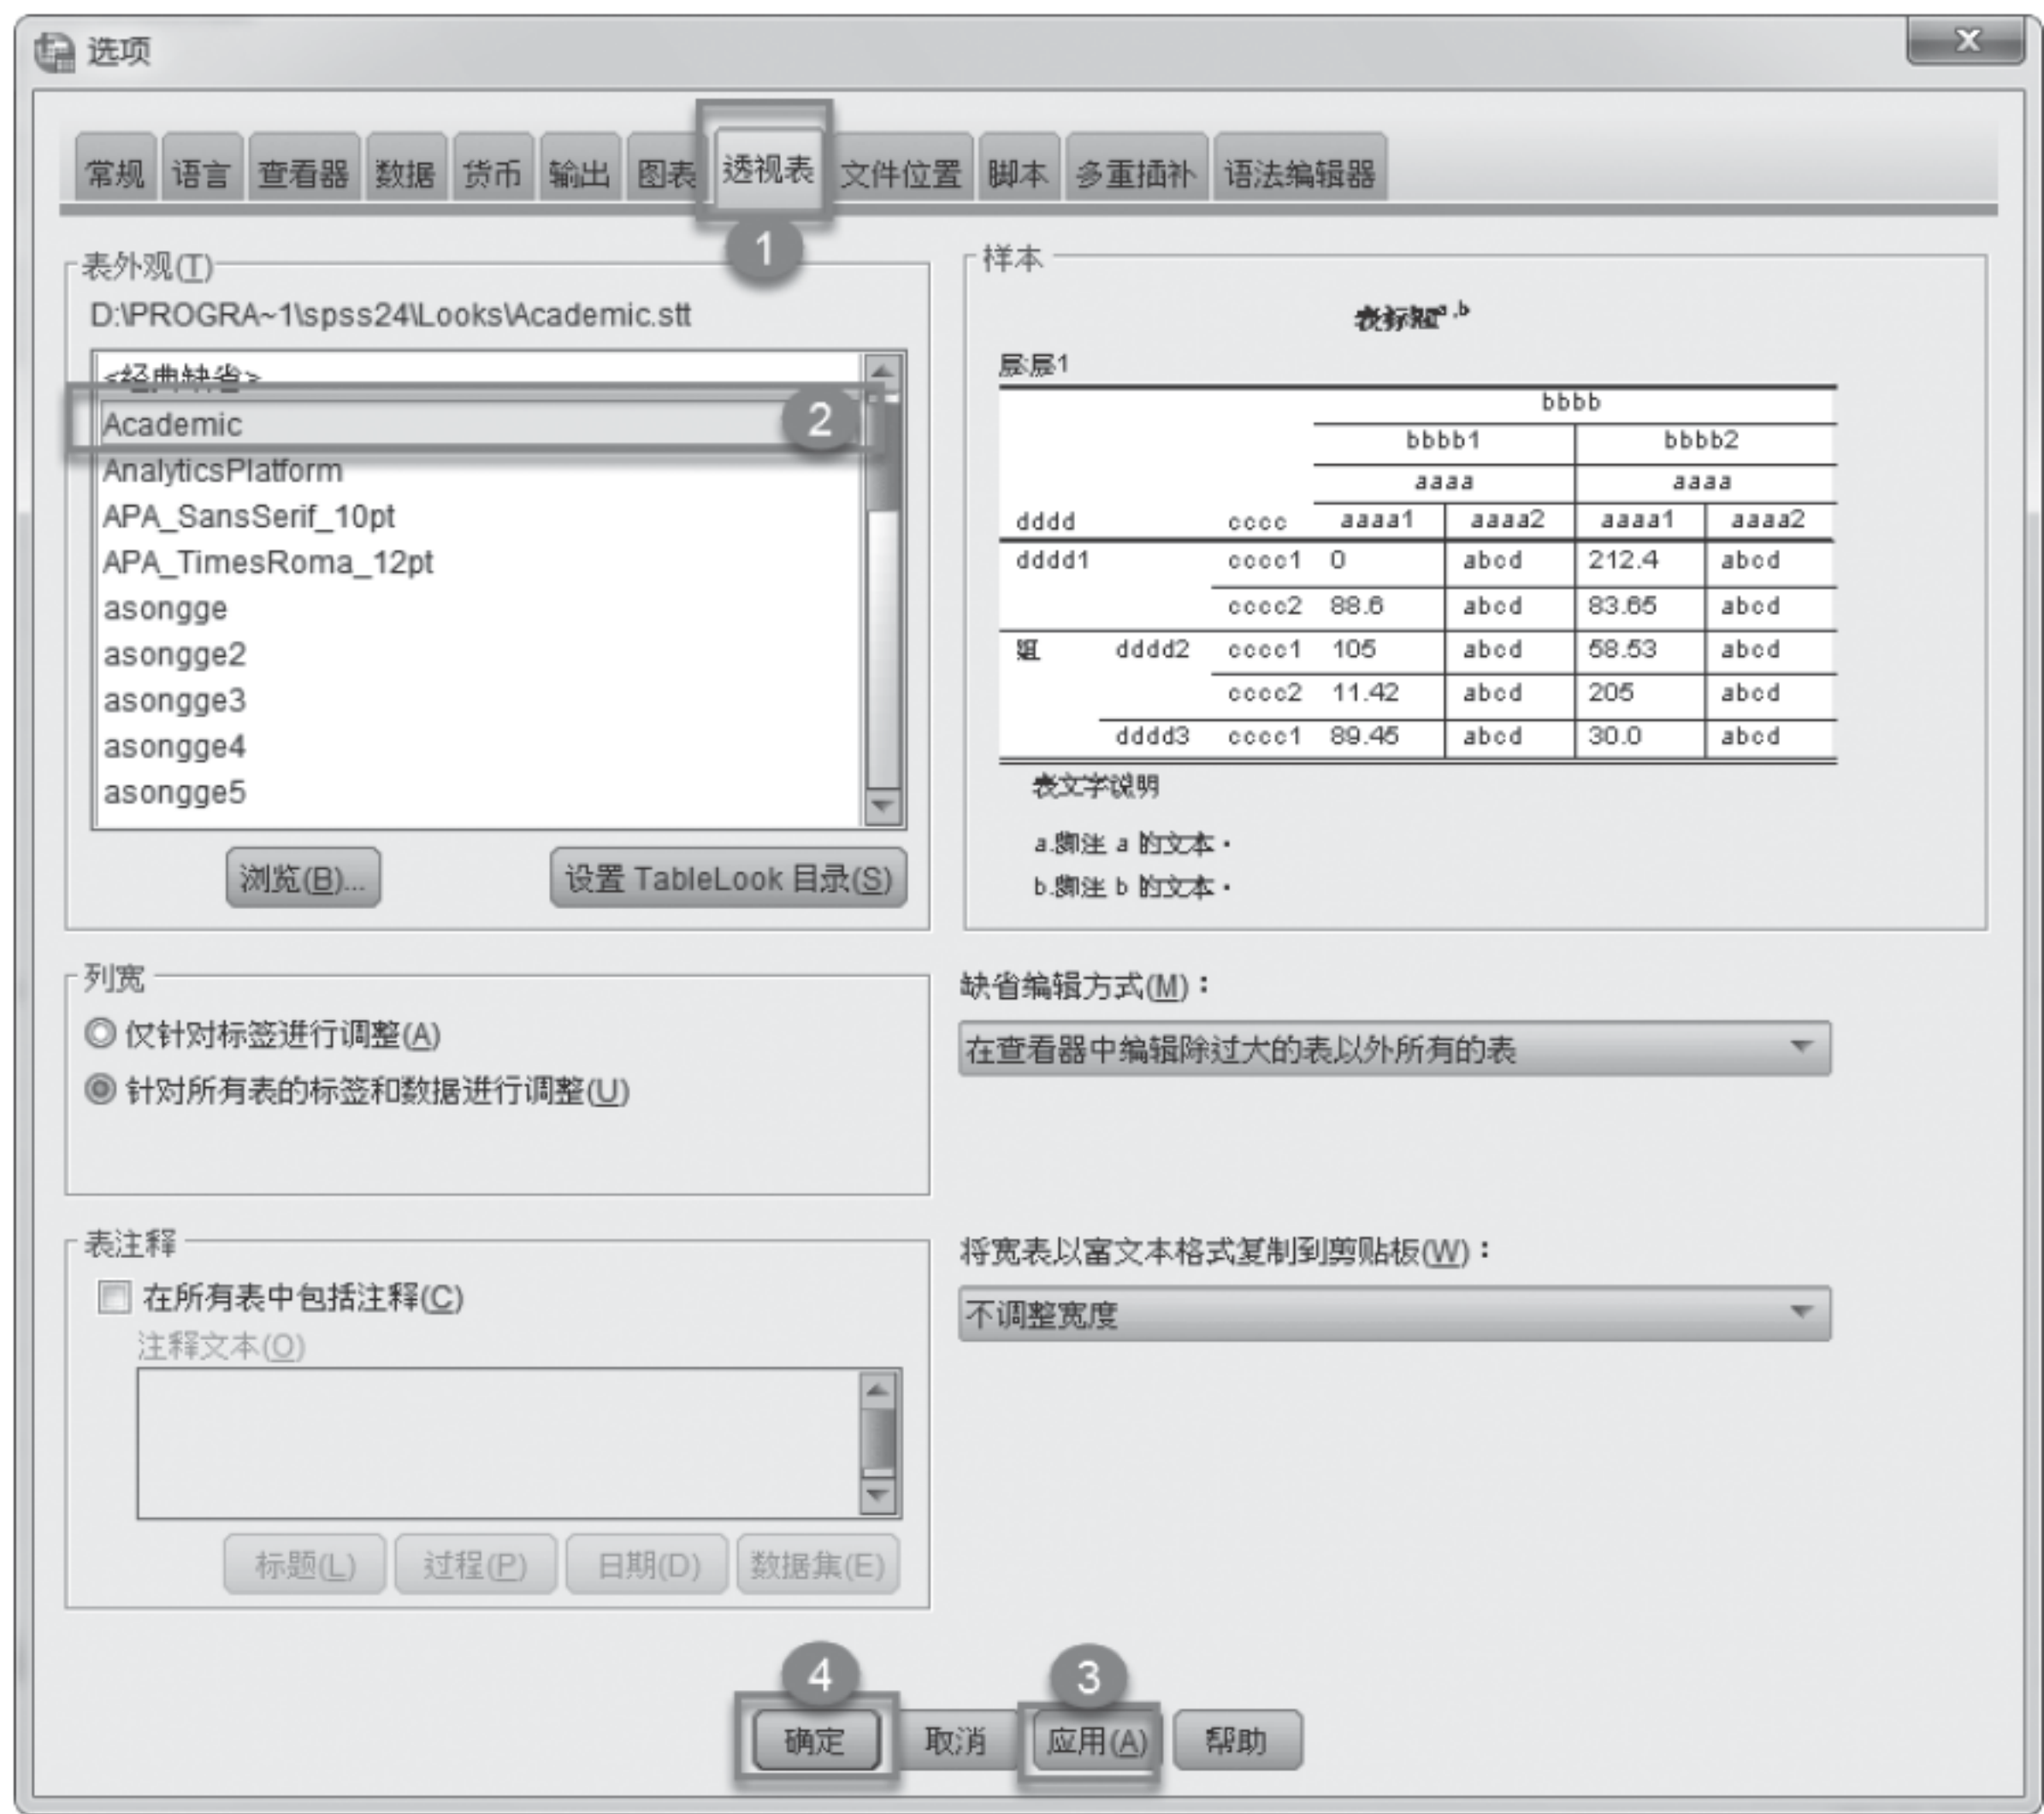 选项
常规 语言 查看器 数据 货币 输出 图表 透视表 文件位置 脚本 多重插补 语法编辑器
1
表外观(T)
D:\PROGRA~1\spss24\Looks\Academic.stt
<经典缺省>
Academic
2
AnalyticsPlatform
APA_SansSerif_10pt
APA_TimesRoma_12pt
asongge
asongge2
asongge3
asongge4
asongge5
浏览(B)... 设置 TableLook 目录(S)
样本
表标题a,b
层:层1
bbbb
bbbb1 bbbb2
aaaa aaaa
dddd cccc aaaa1 aaaa2 aaaa1 aaaa2
dddd1 cccc1 0 abcd 212.4 abcd
cccc2 88.6 abcd 83.65 abcd
组 dddd2 cccc1 105 abcd 58.53 abcd
cccc2 11.42 abcd 205 abcd
dddd3 cccc1 89.45 abcd 30.0 abcd
表文字说明
a.脚注 a 的文本。
b.脚注 b 的文本。
列宽
仅针对标签进行调整(A)
针对所有表的标签和数据进行调整(U)
缺省编辑方式(M):
在查看器中编辑除过大的表以外所有的表
表注释
在所有表中包括注释(C)
注释文本(O)
标题(L) 过程(P) 日期(D) 数据集(E)
将宽表以富文本格式复制到剪贴板(W):
不调整宽度
4 3
确定 取消 应用(A) 帮助